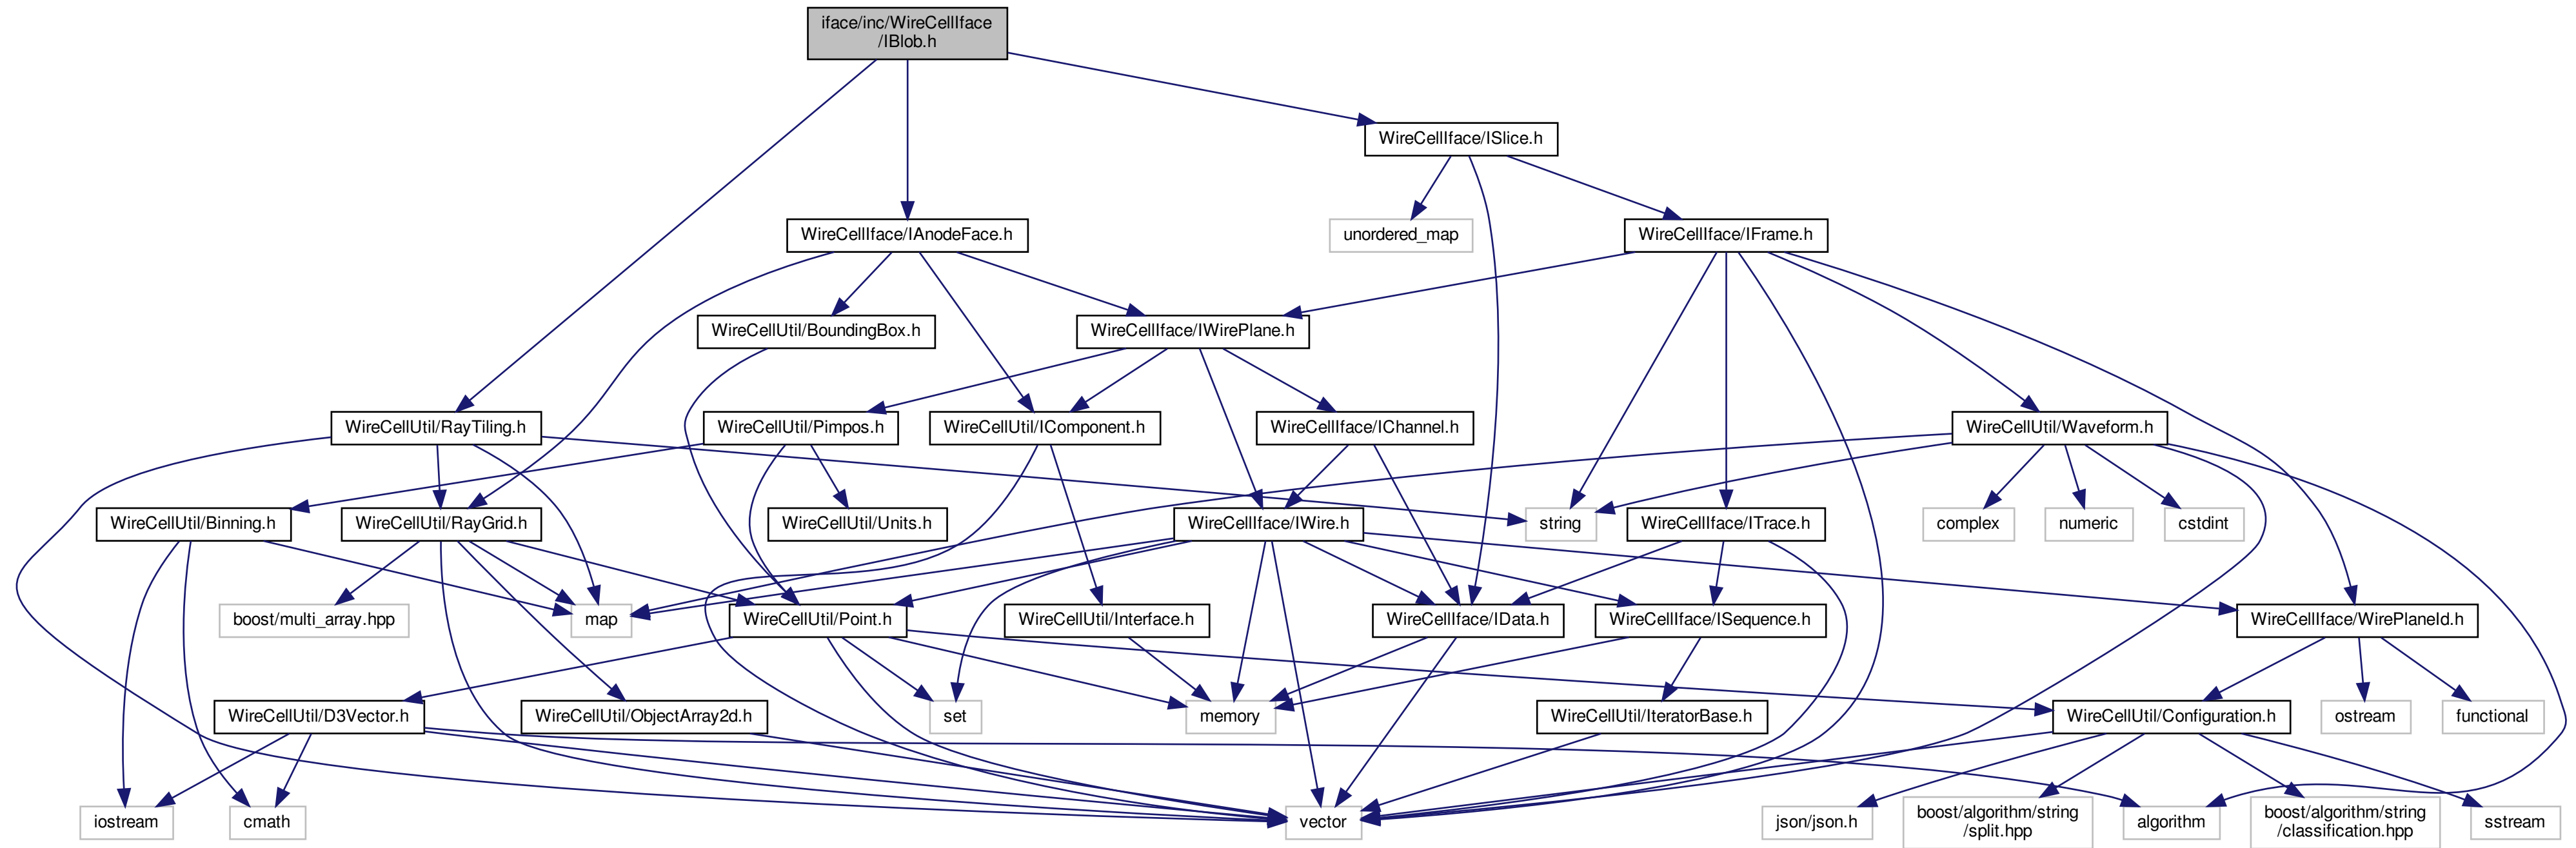 iface/inc/WireCellIface
/IBlob.h
WireCellIface/ISlice.h
WireCellIface/IAnodeFace.h
unordered_map
WireCellIface/IFrame.h
WireCellUtil/BoundingBox.h
WireCellIface/IWirePlane.h
WireCellUtil/RayTiling.h
WireCellUtil/Pimpos.h
WireCellUtil/IComponent.h
WireCellIface/IChannel.h
WireCellUtil/Waveform.h
WireCellUtil/Binning.h
WireCellUtil/RayGrid.h
WireCellUtil/Units.h
WireCellIface/IWire.h
string
WireCellIface/ITrace.h
complex
numeric
cstdint
boost/multi_array.hpp
map
WireCellUtil/Point.h
WireCellUtil/Interface.h
WireCellIface/IData.h
WireCellIface/ISequence.h
WireCellIface/WirePlaneId.h
WireCellUtil/D3Vector.h
WireCellUtil/ObjectArray2d.h
set
memory
WireCellUtil/IteratorBase.h
WireCellUtil/Configuration.h
ostream
functional
iostream
cmath
vector
json/json.h
boost/algorithm/string
/split.hpp
algorithm
boost/algorithm/string
/classification.hpp
sstream